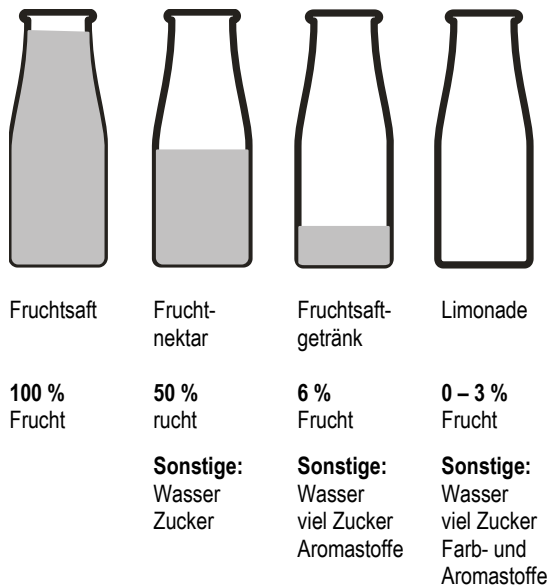 Fruchtsaft
100 %
Frucht
Frucht-
nektar
50 %
rucht
Sonstige:
Wasser
Zucker
Fruchtsaft-
getränk
6 %
Frucht
Sonstige:
Wasser
viel Zucker
Aromastoffe
Limonade
0 – 3 %
Frucht
Sonstige:
Wasser
viel Zucker
Farb- und
Aromastoffe